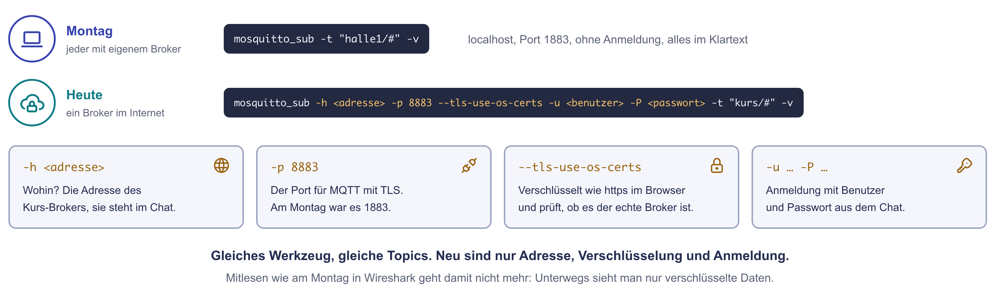 Montag
jeder mit eigenem Broker
mosquitto_sub -t "halle1/#" -v
localhost, Port 1883, ohne Anmeldung, alles im Klartext
Heute
ein Broker im Internet
mosquitto_sub -h <adresse> -p 8883 --tls-use-os-certs -u <benutzer> -P <passwort> -t "kurs/#" -v
-h <adresse>
Wohin? Die Adresse des
Kurs-Brokers, sie steht im Chat.
-p 8883
Der Port für MQTT mit TLS.
Am Montag war es 1883.
--tls-use-os-certs
Verschlüsselt wie https im Browser
und prüft, ob es der echte Broker ist.
-u … -P …
Anmeldung mit Benutzer
und Passwort aus dem Chat.
Gleiches Werkzeug, gleiche Topics. Neu sind nur Adresse, Verschlüsselung und Anmeldung.
Mitlesen wie am Montag in Wireshark geht damit nicht mehr: Unterwegs sieht man nur verschlüsselte Daten.